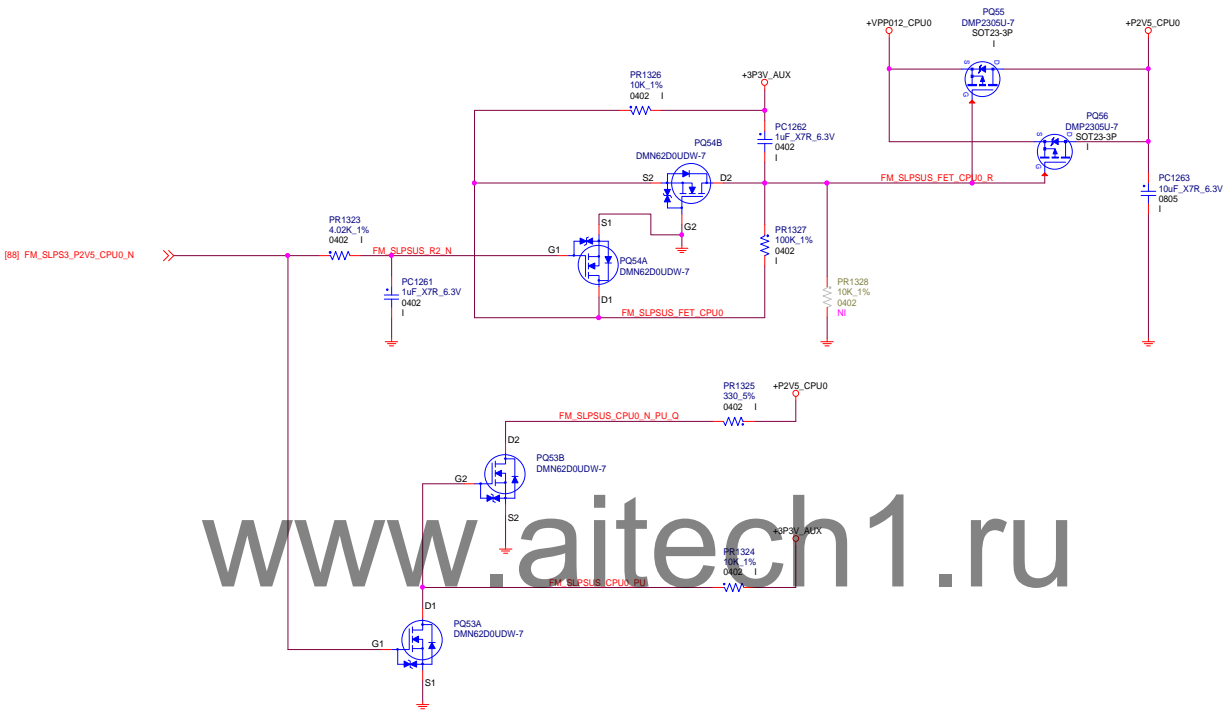 PQ55
DMP2305U-7
SOT23-3P
I
+VPP012_CPU0
+P2V5_CPU0
S
D
G
PR1326
10K_1%
0402 I
+3P3V_AUX
PC1262
1uF_X7R_6.3V
0402
I
PQ56
DMP2305U-7
SOT23-3P
I
S
D
G
PQ54B
DMN62D0UDW-7
S2
D2
G2
FM_SLPSUS_FET_CPU0_R
PC1263
10uF_X7R_6.3V
0805
I
PR1323
4.02K_1%
0402 I
[88] FM_SLPS3_P2V5_CPU0_N
FM_SLPSUS_R2_N
S1
G1
PQ54A
DMN62D0UDW-7
D1
PR1327
100K_1%
0402
I
PC1261
1uF_X7R_6.3V
0402
I
PR1328
10K_1%
0402
NI
FM_SLPSUS_FET_CPU0
PR1325
330_5%
0402 I
+P2V5_CPU0
FM_SLPSUS_CPU0_N_PU_Q
D2
PQ53B
DMN62D0UDW-7
G2
S2
www.aitech1.ru
+3P3V_AUX
PR1324
10K_1%
0402 I
FM_SLPSUS_CPU0_PU
D1
PQ53A
DMN62D0UDW-7
G1
S1